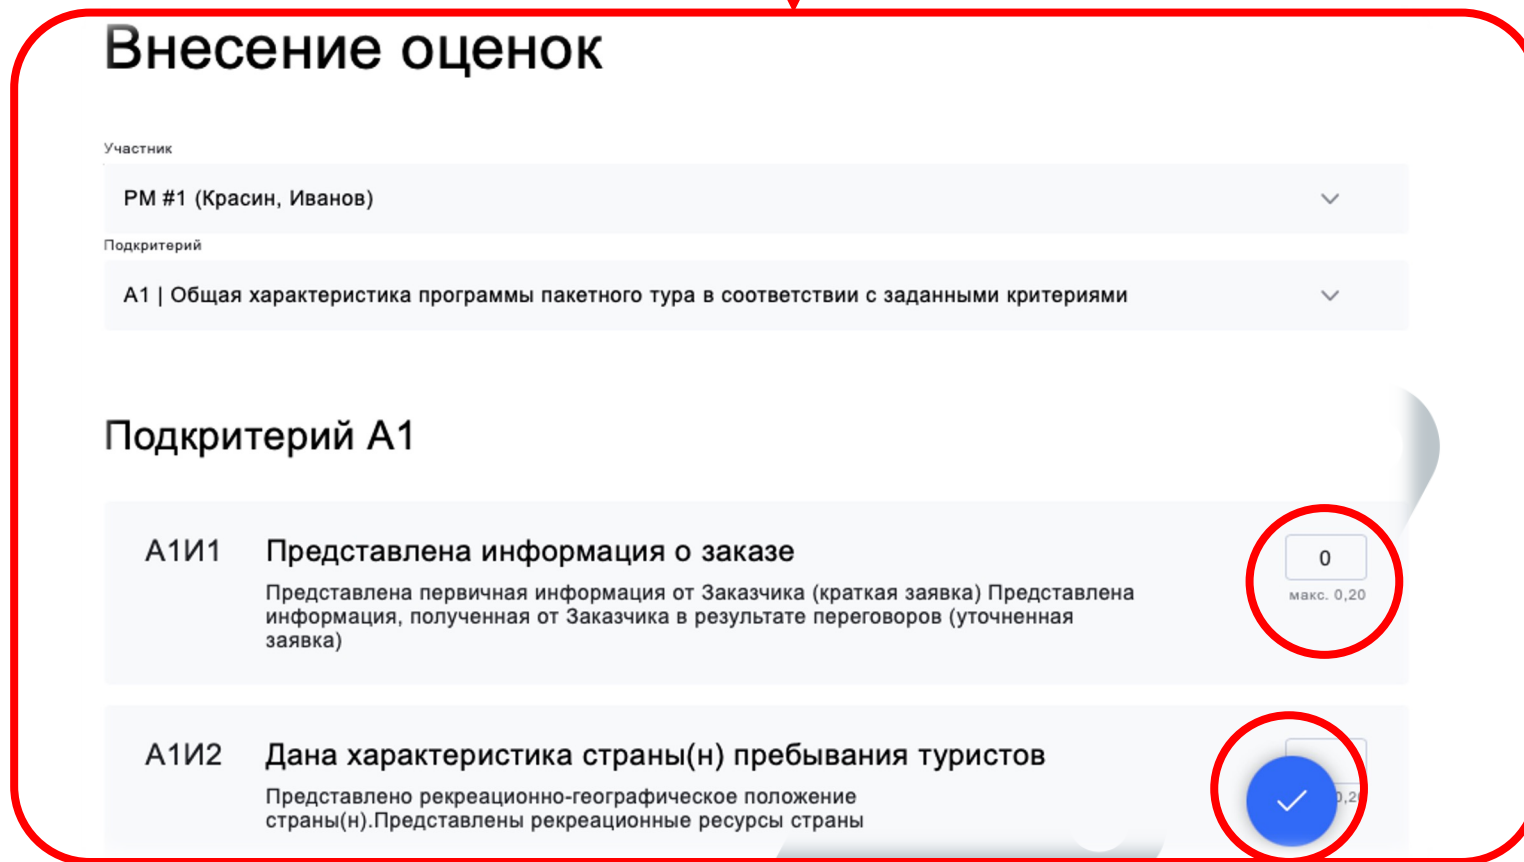 Внесение оценок
Участник
РМ #1 (Красин, Иванов)
Подкритерий
А1 | Общая характеристика программы пакетного тура в соответствии с заданными критериями
Подкритерий А1
А1И1 Представлена информация о заказе
0
макс. 0,20
Представлена первичная информация от Заказчика (краткая заявка) Представлена
информация, полученная от Заказчика в результате переговоров (уточненная
заявка)
А1И2 Дана характеристика страны(н) пребывания туристов
Представлено рекреационно-географическое положение
страны(н).Представлены рекреационные ресурсы страны